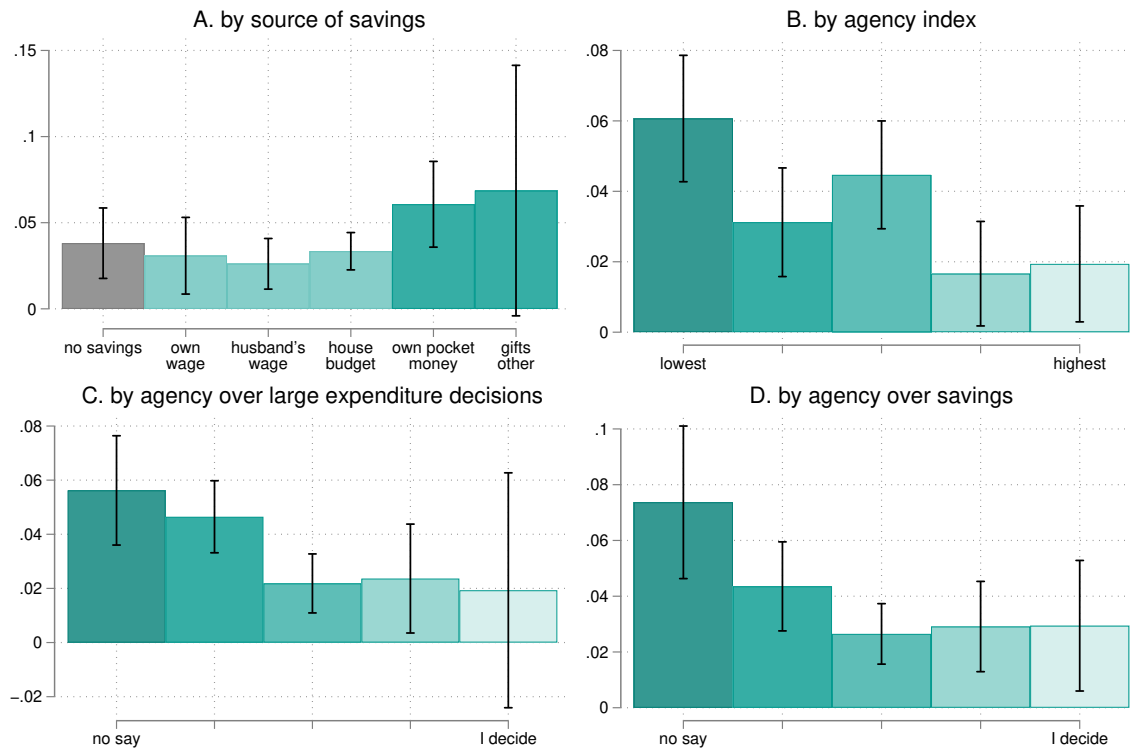 A. by source of savings
.15
.1
.05
0
no savings
own
wage
husband's
wage
house
budget
own pocket
money
gifts
other
B. by agency index
.08
.06
.04
.02
0
lowest
highest
C. by agency over large expenditure decisions
.08
.06
.04
.02
0
−.02
no say
I decide
D. by agency over savings
.1
.08
.06
.04
.02
0
no say
I decide